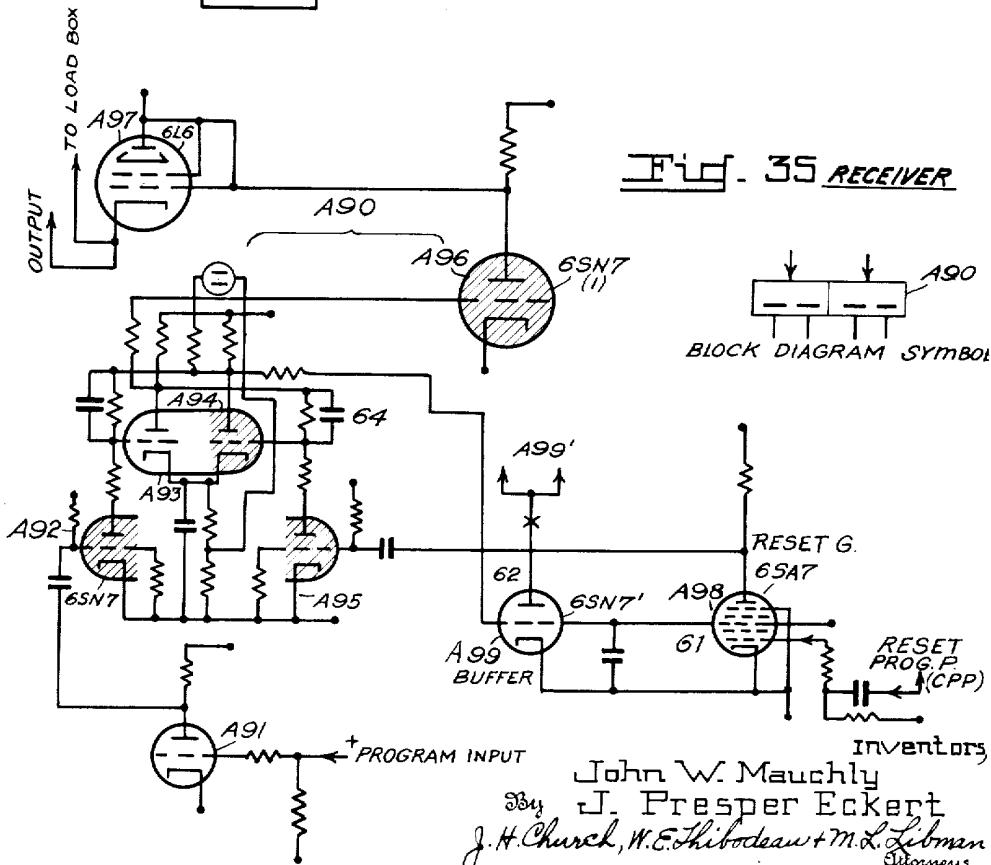 TO LOAD BOX
OUTPUT
A97
6L6
Fig. 35 RECEIVER
A90
A96
6SN7
(1)
A90
BLOCK DIAGRAM SYMBOL
A94
64
A93
A92
6SN7
A95
A99'
RESET G.
62
6SN7'
A98
6SA7
61
A99
BUFFER
RESET
PROG. P.
(CPP)
A91
+ PROGRAM INPUT
Inventors,
John W. Mauchly
By J. Presper Eckert
J. H. Church, W. E. Thibodeau + M. L. Libman
Attorneys